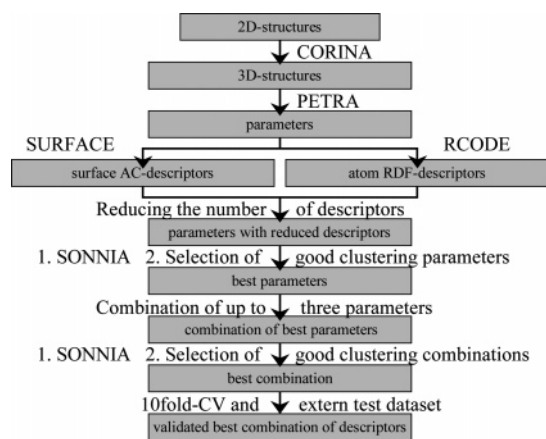 2D-structures
CORINA
3D-structures
PETRA
parameters
SURFACE RCODE
surface AC-descriptors atom RDF-descriptors
Reducing the number of descriptors
parameters with reduced descriptors
1. SONNIA 2. Selection of good clustering parameters
best parameters
Combination of up to three parameters
combination of best parameters
1. SONNIA 2. Selection of good clustering combinations
best combination
10fold-CV and extern test dataset
validated best combination of descriptors